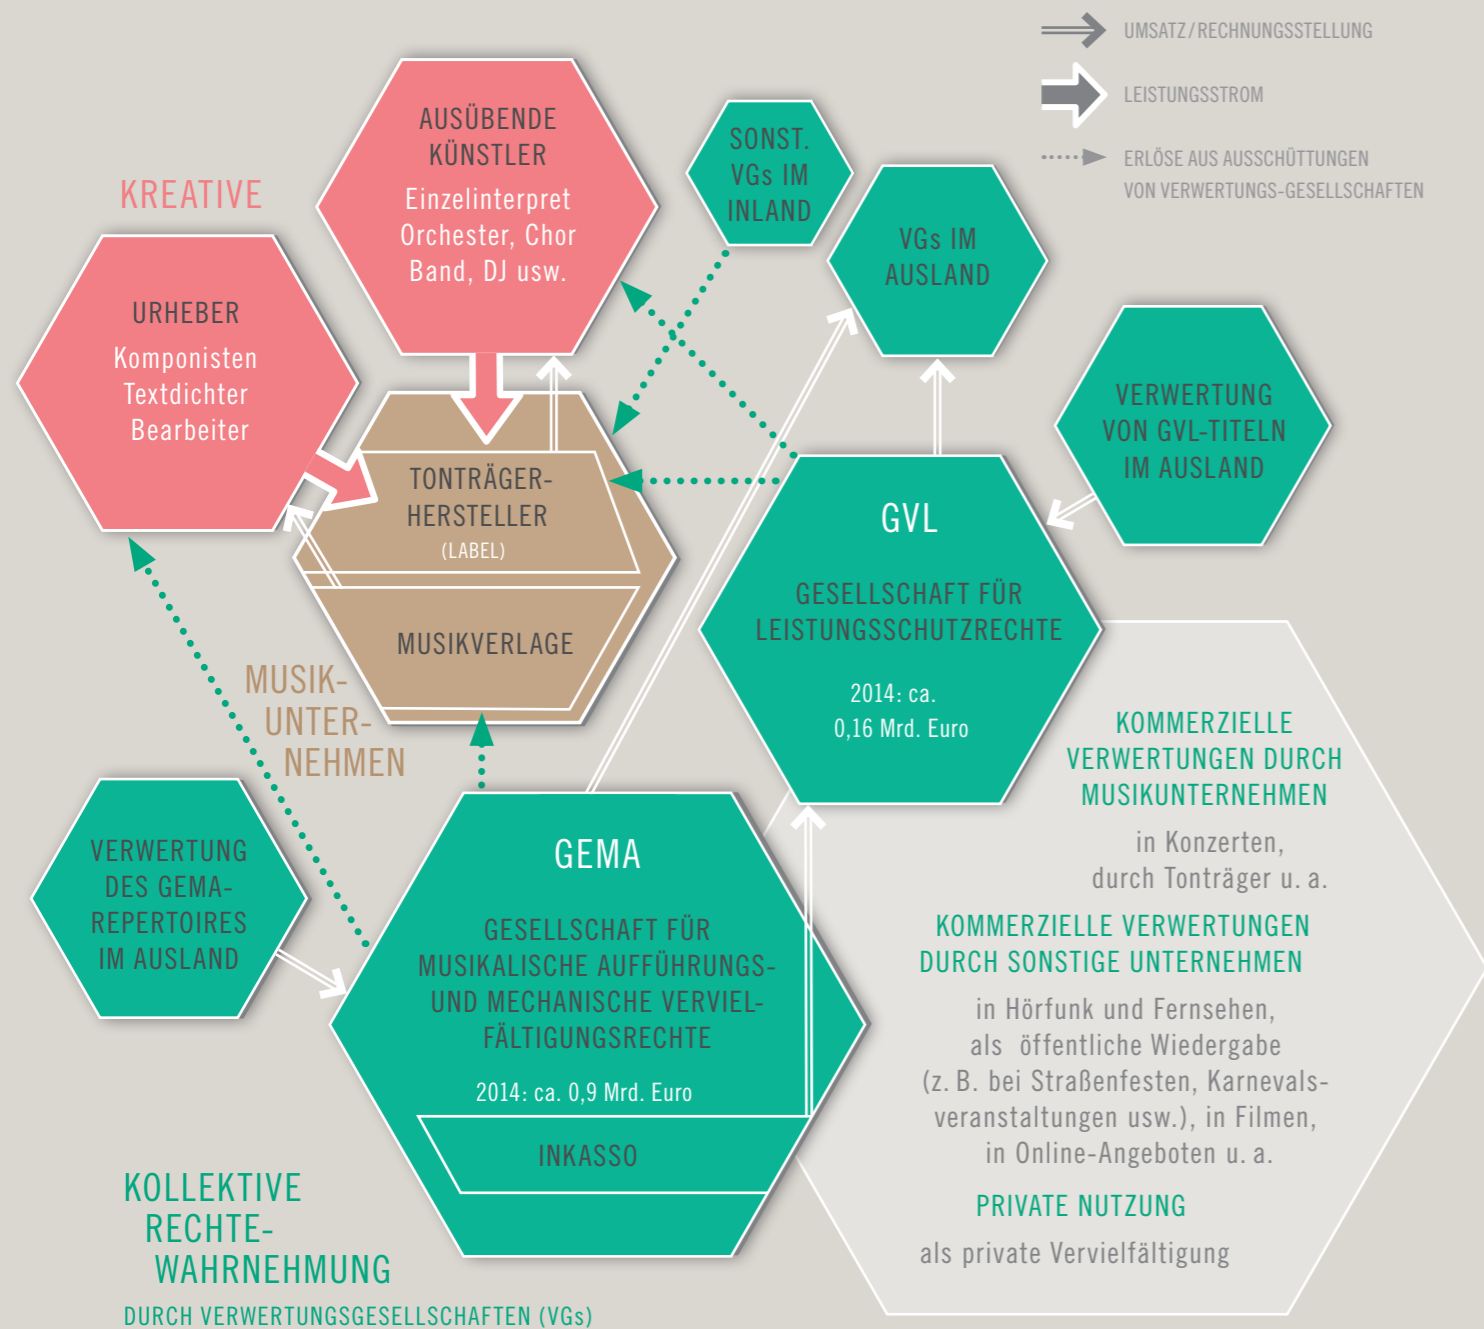 UMSATZ/RECHNUNGSSTELLUNG
LEISTUNGSSTROM
ERLÖSE AUS AUSSCHÜTTUNGEN
VON VERWERTUNGS-GESELLSCHAFTEN
KREATIVE
AUSÜBENDE
KÜNSTLER
Einzelinterpret
Orchester, Chor
Band, DJ usw.
SONST.
VGs IM
INLAND
VGs IM
AUSLAND
URHEBER
Komponisten
Textdichter
Bearbeiter
VERWERTUNG
VON GVL-TITELN
IM AUSLAND
TONTRÄGER-
HERSTELLER
(LABEL)
MUSIKVERLAGE
MUSIK-
UNTER-
NEHMEN
GVL
GESELLSCHAFT FÜR
LEISTUNGSSCHUTZRECHTE
2014: ca.
0,16 Mrd. Euro
VERWERTUNG
DES GEMA-
REPERTOIRES
IM AUSLAND
GEMA
GESELLSCHAFT FÜR
MUSIKALISCHE AUFFÜHRUNGS-
UND MECHANISCHE VERVIEL-
FÄLTIGUNGSRECHTE
2014: ca. 0,9 Mrd. Euro
INKASSO
KOMMERZIELLE
VERWERTUNGEN DURCH
MUSIKUNTERNEHMEN
in Konzerten,
durch Tonträger u. a.
KOMMERZIELLE VERWERTUNGEN
DURCH SONSTIGE UNTERNEHMEN
in Hörfunk und Fernsehen,
als öffentliche Wiedergabe
(z. B. bei Straßenfesten, Karnevals-
veranstaltungen usw.), in Filmen,
in Online-Angeboten u. a.
PRIVATE NUTZUNG
als private Vervielfältigung
KOLLEKTIVE
RECHTE-
WAHRNEHMUNG
DURCH VERWERTUNGSGESELLSCHAFTEN (VGs)